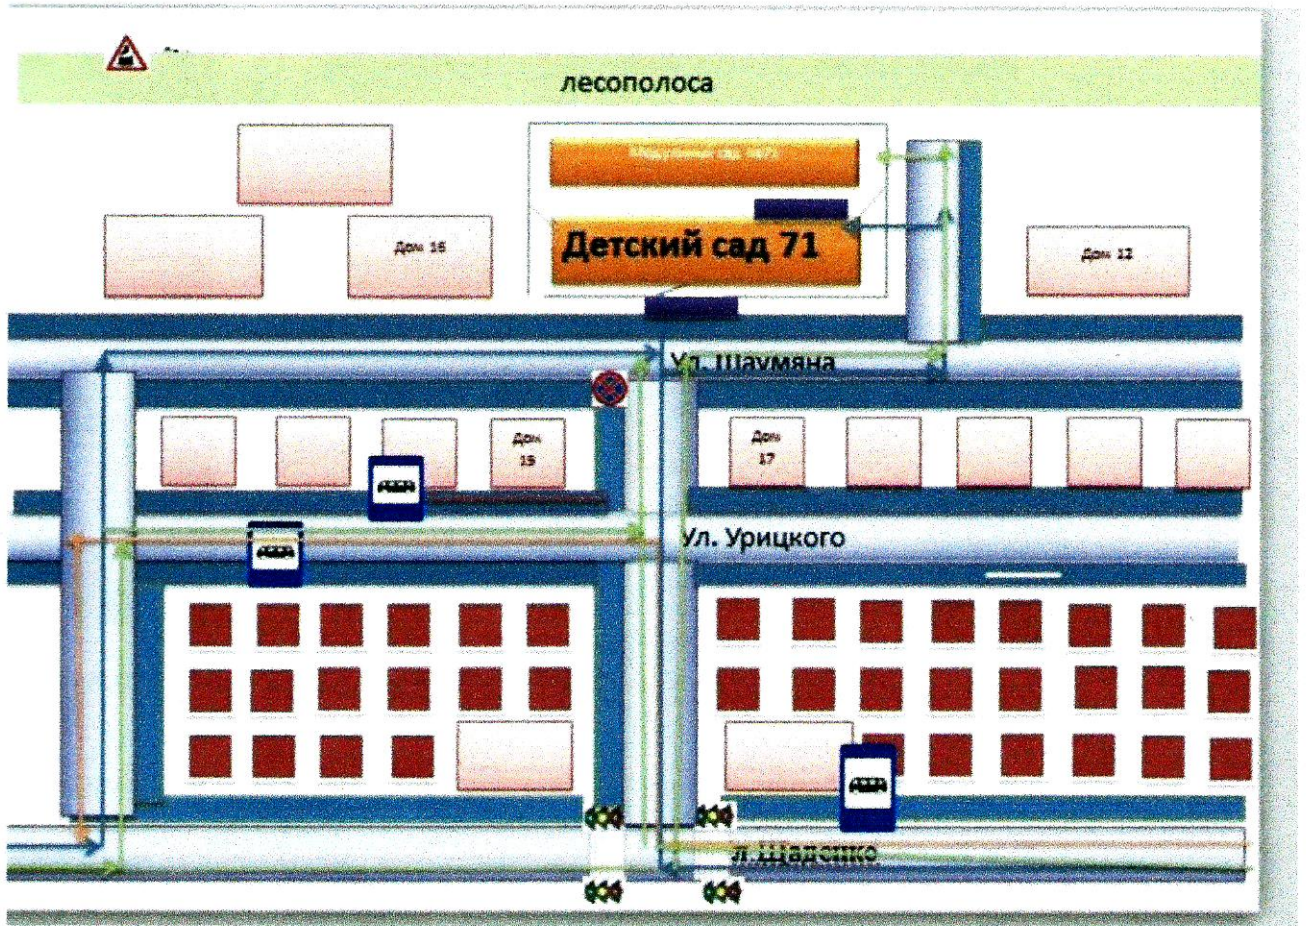 лесополоса
Детский сад 71
Дом 16
Дом 12
Ул. Шаумяна
Дом
15
Дом
17
Ул. Урицкого
л.Щаденко